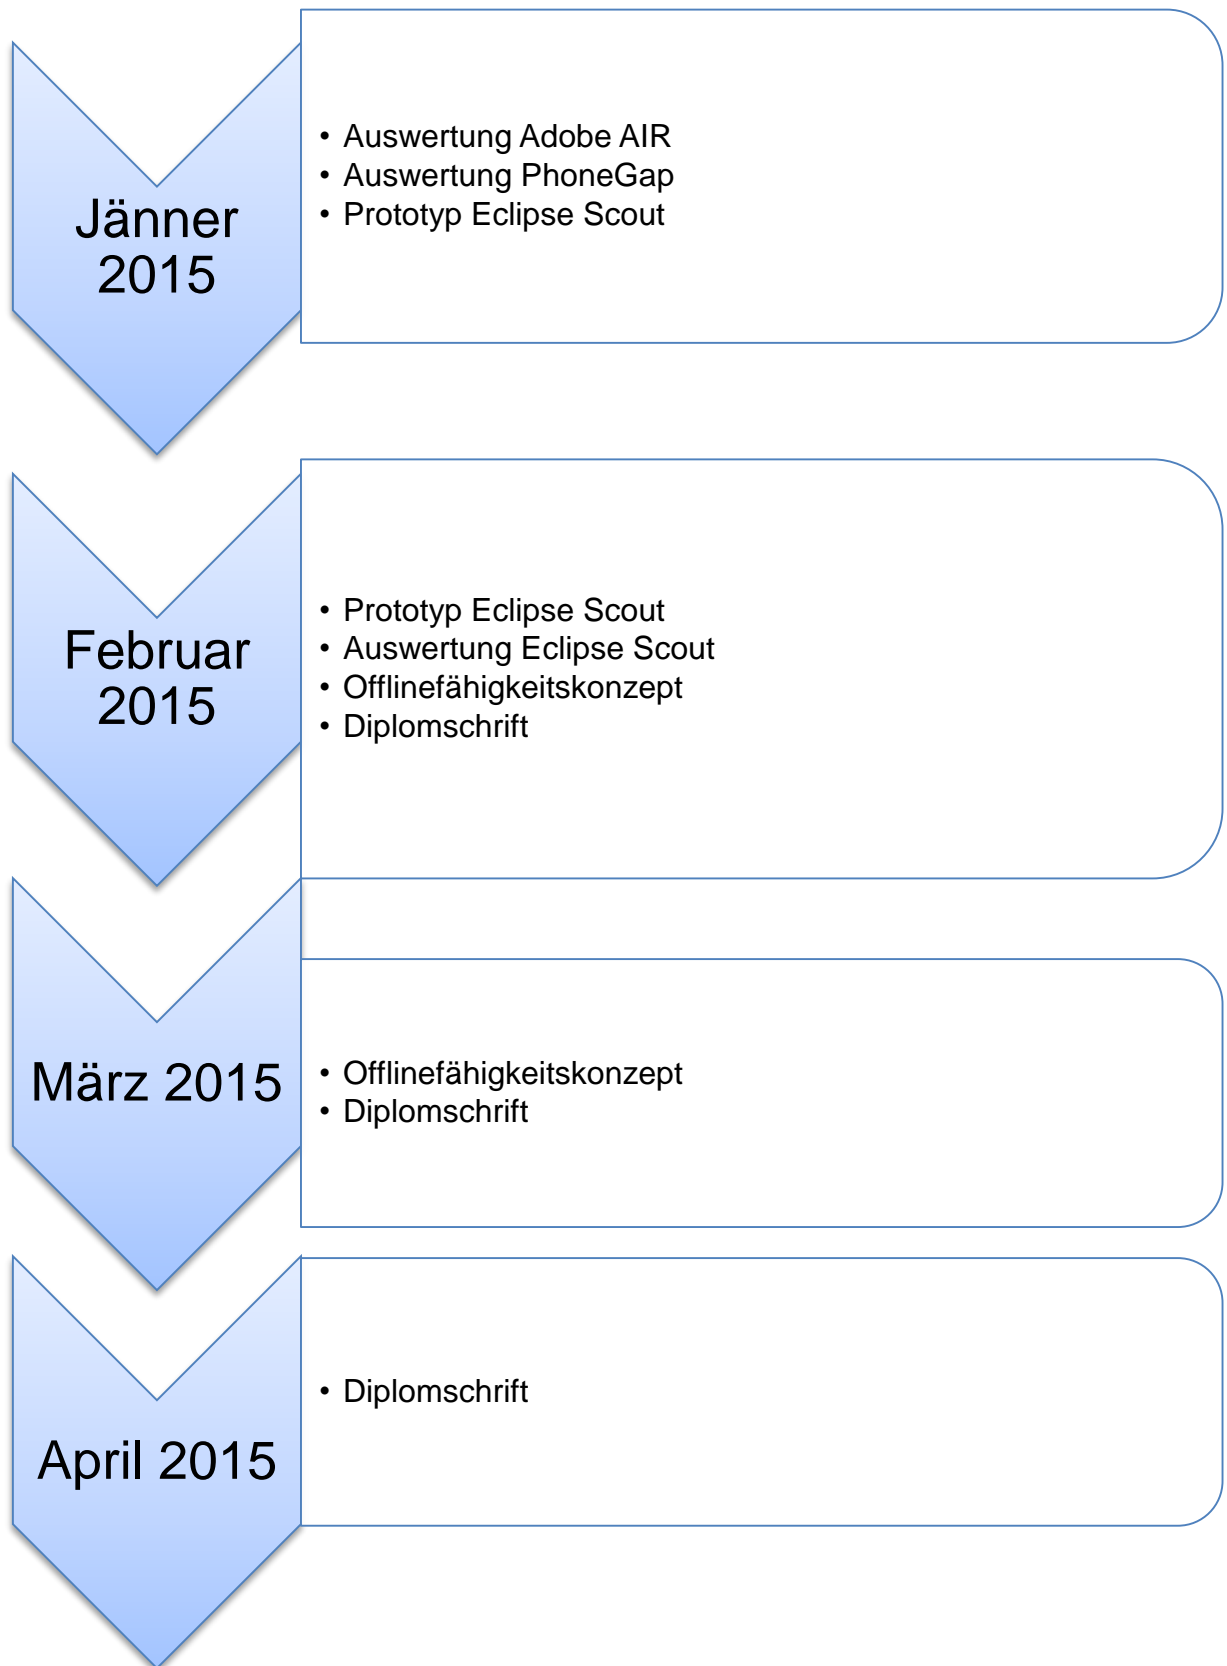 Jänner
2015
• Auswertung Adobe AIR
• Auswertung PhoneGap
• Prototyp Eclipse Scout
Februar
2015
• Prototyp Eclipse Scout
• Auswertung Eclipse Scout
• Offlinefähigkeitskonzept
• Diplomschrift
März 2015
• Offlinefähigkeitskonzept
• Diplomschrift
April 2015
• Diplomschrift